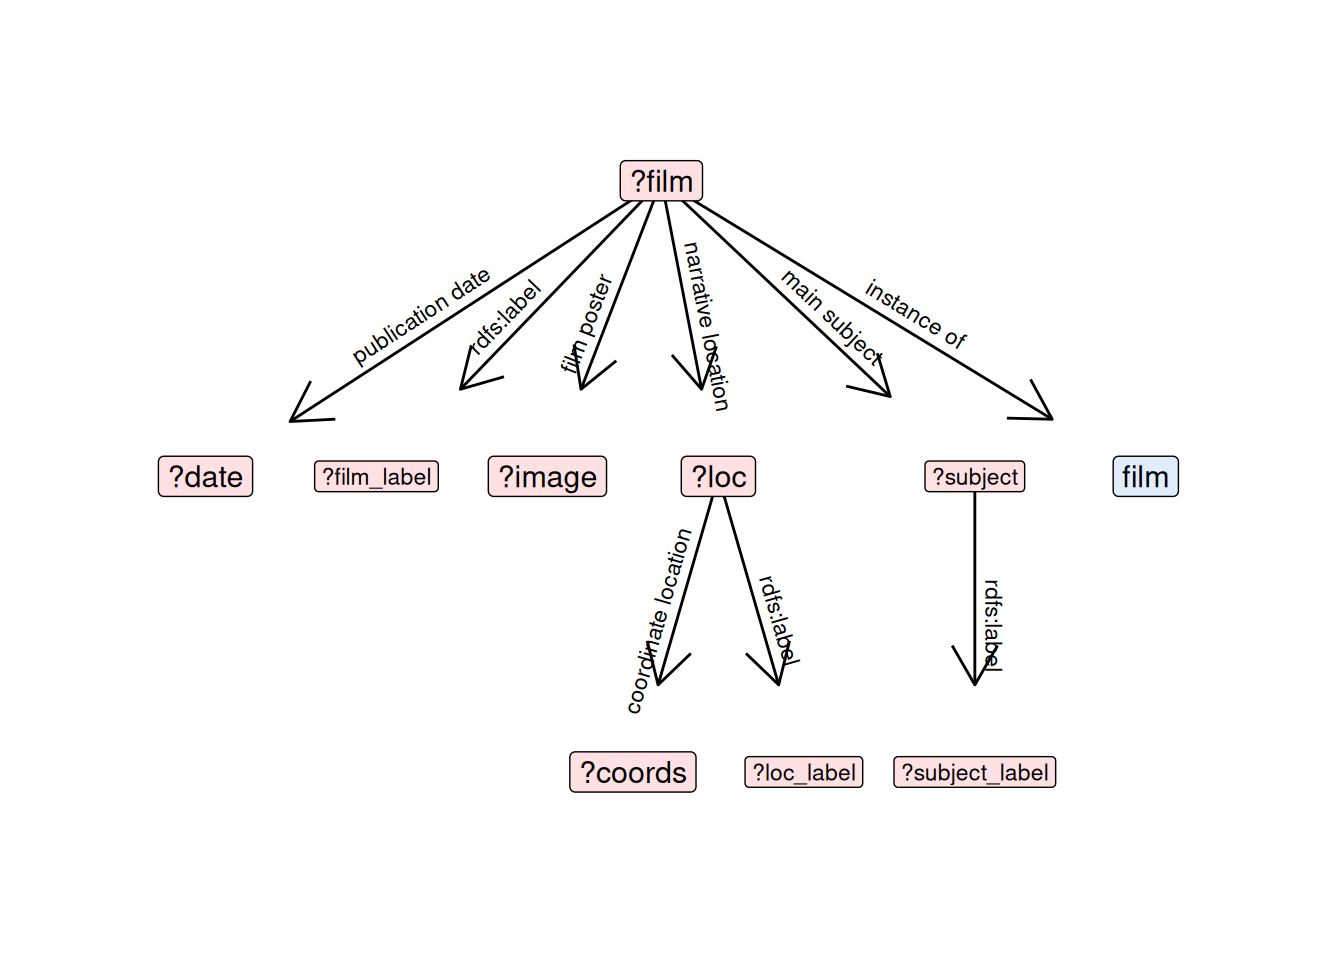 ?film
publication date
rdfs:label
film poster
narrative location
main subject
instance of
?date
?film_label
?image
?loc
?subject
film
coordinate location
rdfs:label
rdfs:label
?coords
?loc_label
?subject_label